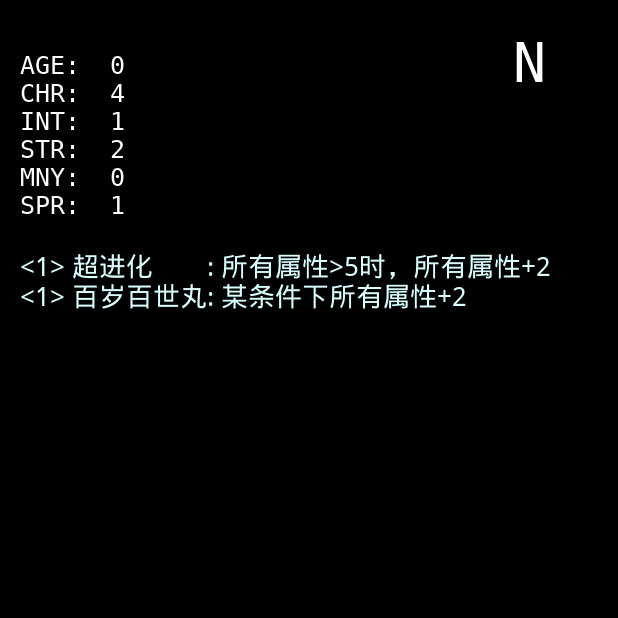 N
AGE:  0
CHR:  4
INT:  1
STR:  2
MNY:  0
SPR:  1
<1> 超进化    : 所有属性>5时，所有属性+2
<1> 百岁百世丸: 某条件下所有属性+2